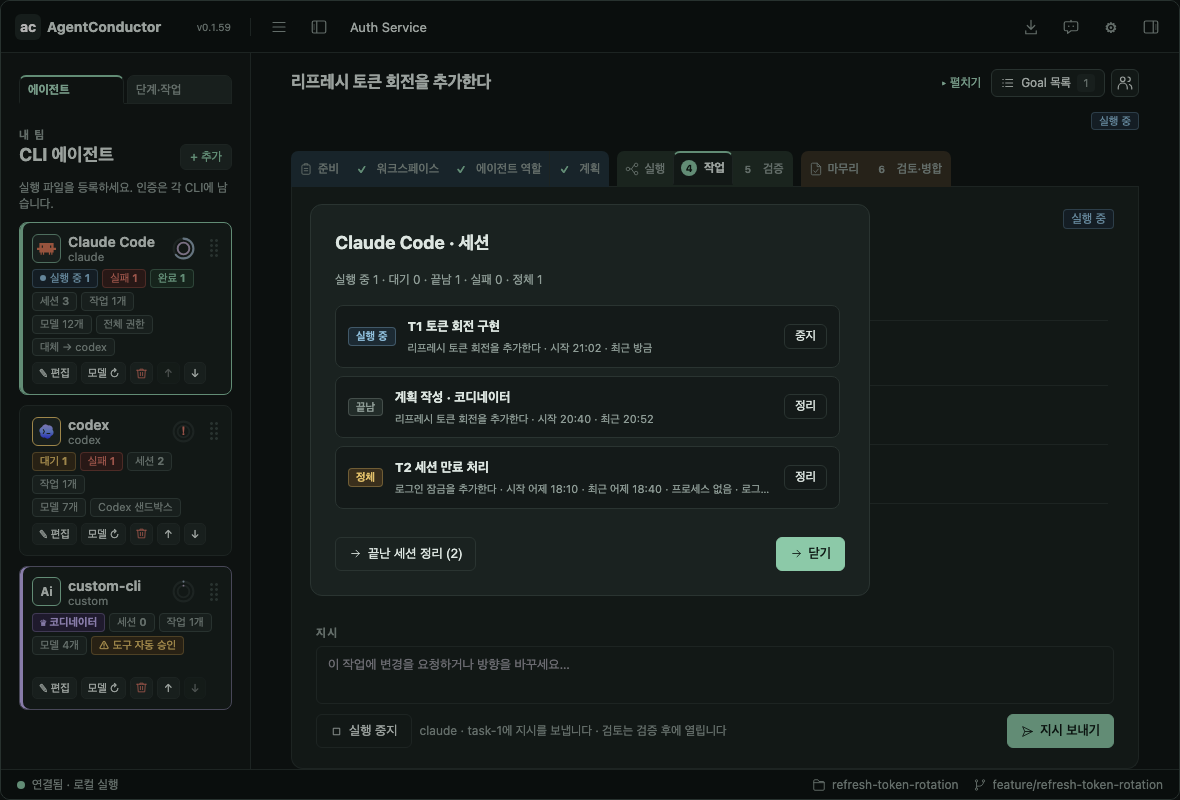 ac AgentConductor v0.1.59 Auth Service
에이전트 단계·작업
내 팀
CLI 에이전트 + 추가
실행 파일을 등록하세요. 인증은 각 CLI에 남
습니다.
Claude Code
claude
실행 중 1 실패 1 완료 1
세션 3 작업 1개
모델 12개 전체 권한
대체 → codex
✎ 편집 모델 ↻ ↑ ↓
codex
codex
!
대기 1 실패 1 세션 2
작업 1개
모델 7개 Codex 샌드박스
✎ 편집 모델 ↻ ↑ ↓
Ai custom-cli
custom
♛ 코디네이터 세션 0 작업 1개
모델 4개 ⚠ 도구 자동 승인
✎ 편집 모델 ↻ ↑ ↓
리프레시 토큰 회전을 추가한다 ▸ 펼치기 Goal 목록 1
실행 중
준비 ✓ 워크스페이스 ✓ 에이전트 역할 ✓ 계획 실행 4 작업 5 검증 마무리 6 검토·병합
실행 중
Claude Code · 세션
실행 중 1 · 대기 0 · 끝남 1 · 실패 0 · 정체 1
실행 중 T1 토큰 회전 구현 중지
리프레시 토큰 회전을 추가한다 · 시작 21:02 · 최근 방금
끝남 계획 작성 · 코디네이터 정리
리프레시 토큰 회전을 추가한다 · 시작 20:40 · 최근 20:52
정체 T2 세션 만료 처리 정리
로그인 잠금을 추가한다 · 시작 어제 18:10 · 최근 어제 18:40 · 프로세스 없음 · 로그...
→ 끝난 세션 정리 (2) → 닫기
지시
이 작업에 변경을 요청하거나 방향을 바꾸세요...
실행 중지 claude · task-1에 지시를 보냅니다 · 검토는 검증 후에 열립니다 지시 보내기
연결됨 · 로컬 실행 refresh-token-rotation feature/refresh-token-rotation